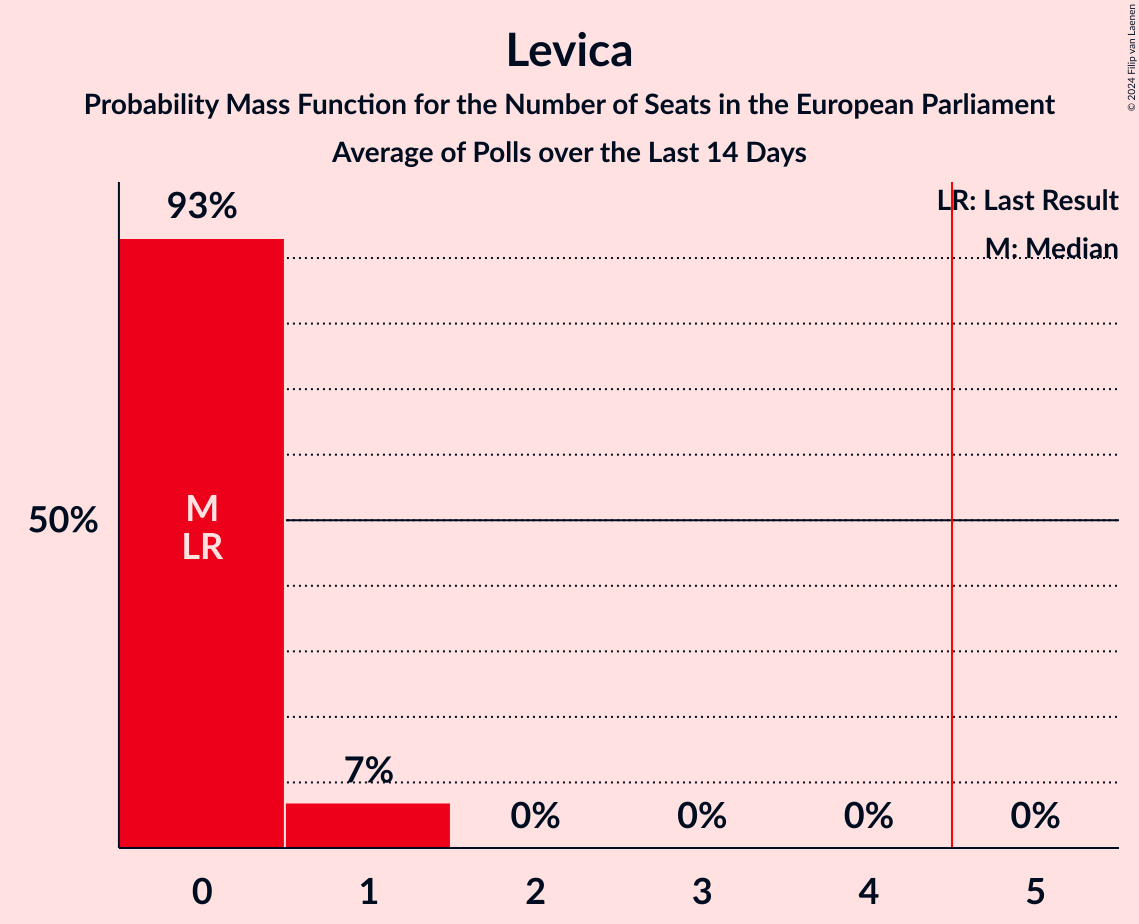 Levica
Probability Mass Function for the Number of Seats in the European Parliament
Average of Polls over the Last 14 Days
© 2024 Filip van Laenen
LR: Last Result
M: Median
93%
M
LR
50%
7%
0%
0%
0%
0%
0
1
2
3
4
5